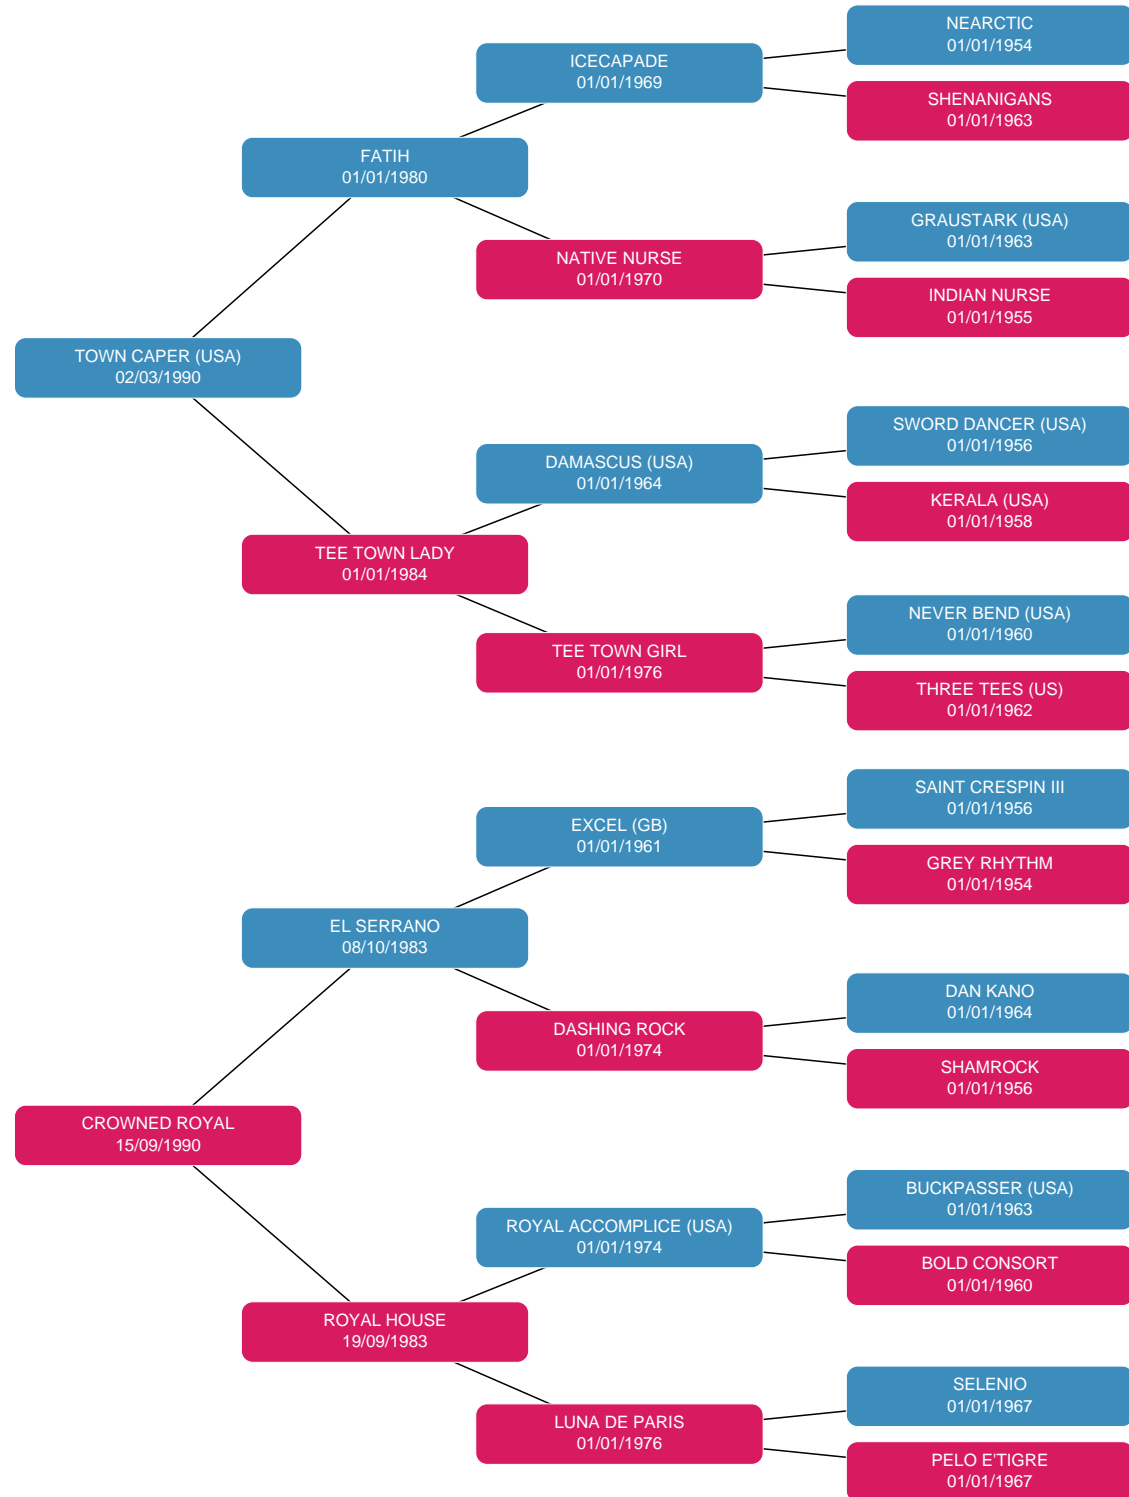 NEARCTIC
01/01/1954
ICECAPADE
01/01/1969
SHENANIGANS
01/01/1963
FATIH
01/01/1980
GRAUSTARK (USA)
01/01/1963
NATIVE NURSE
01/01/1970
INDIAN NURSE
01/01/1955
TOWN CAPER (USA)
02/03/1990
SWORD DANCER (USA)
01/01/1956
DAMASCUS (USA)
01/01/1964
KERALA (USA)
01/01/1958
TEE TOWN LADY
01/01/1984
NEVER BEND (USA)
01/01/1960
TEE TOWN GIRL
01/01/1976
THREE TEES (US)
01/01/1962
SAINT CRESPIN III
01/01/1956
EXCEL (GB)
01/01/1961
GREY RHYTHM
01/01/1954
EL SERRANO
08/10/1983
DAN KANO
01/01/1964
DASHING ROCK
01/01/1974
SHAMROCK
01/01/1956
CROWNED ROYAL
15/09/1990
BUCKPASSER (USA)
01/01/1963
ROYAL ACCOMPLICE (USA)
01/01/1974
BOLD CONSORT
01/01/1960
ROYAL HOUSE
19/09/1983
SELENIO
01/01/1967
LUNA DE PARIS
01/01/1976
PELO E'TIGRE
01/01/1967